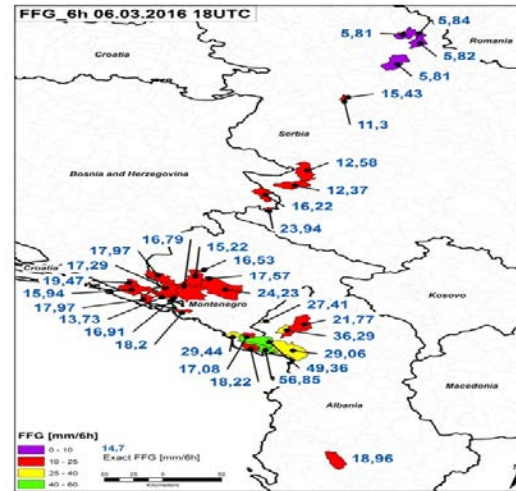 FFG_6h 06.03.2016 18UTC
5,84
5,81
Romania
Croatia
5,82
5,81
15,43
11,3
Serbia
12,58
Bosnia and Herzegovina
12,37
16,22
23,94
16,79
15,22
17,97
16,53
Croatia
17,29
17,57
19,47
24,23
Kosovo
15,94
Montenegro
27,41
17,97
21,77
13,73
36,29
16,91
18,2
29,44
29,06
17,08
49,36
Macedonia
18,22
56,85
Albania
FFG [mm/6h]
14,7
0 - 10
Exact FFG [mm/6h]
10 - 25
18,96
25 - 40
40 - 60
Kilometers